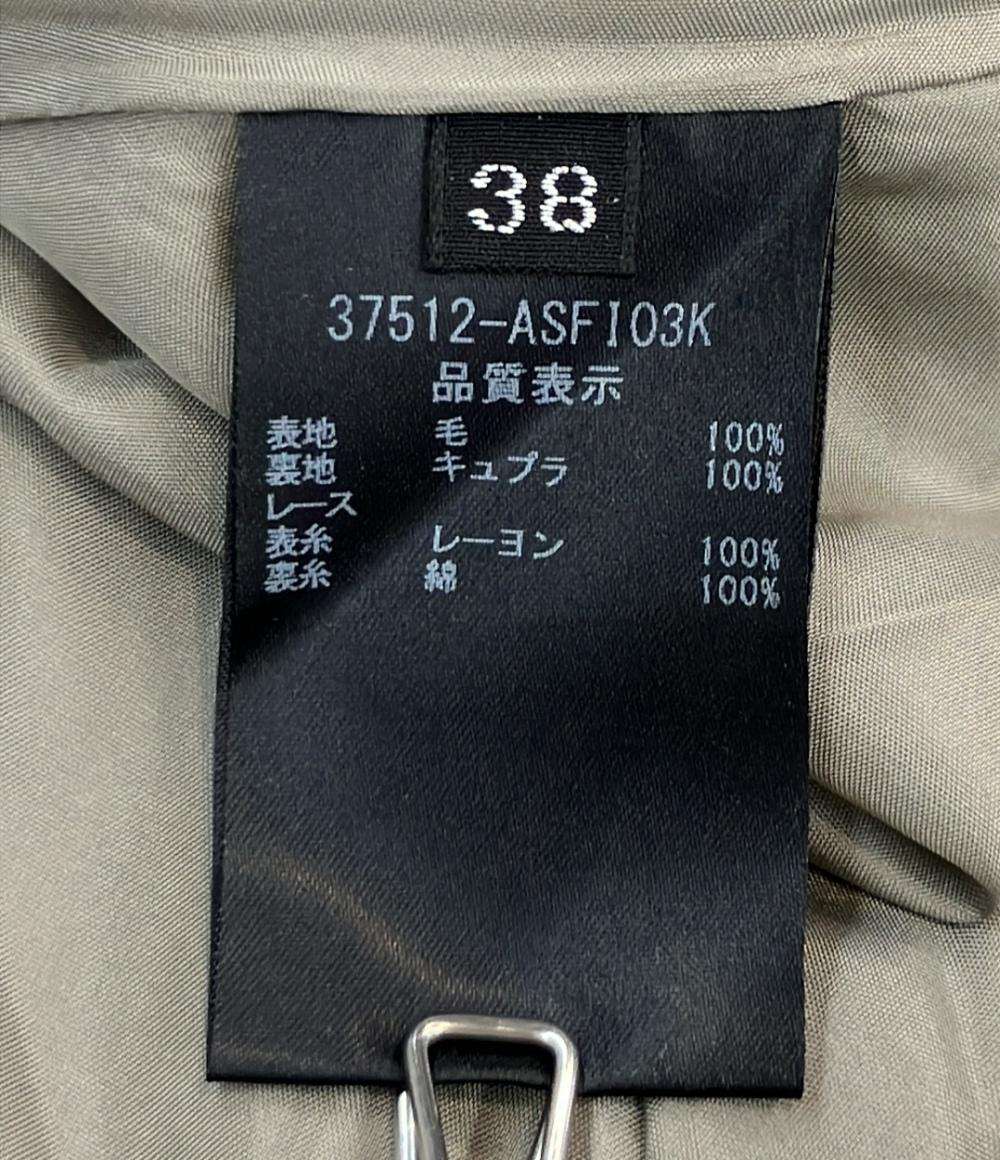 38
37512-ASFI03K
品質表示
表地 毛 100%
裏地 キュプラ 100%
レース
表糸 レーヨン 100%
裏糸 綿 100%